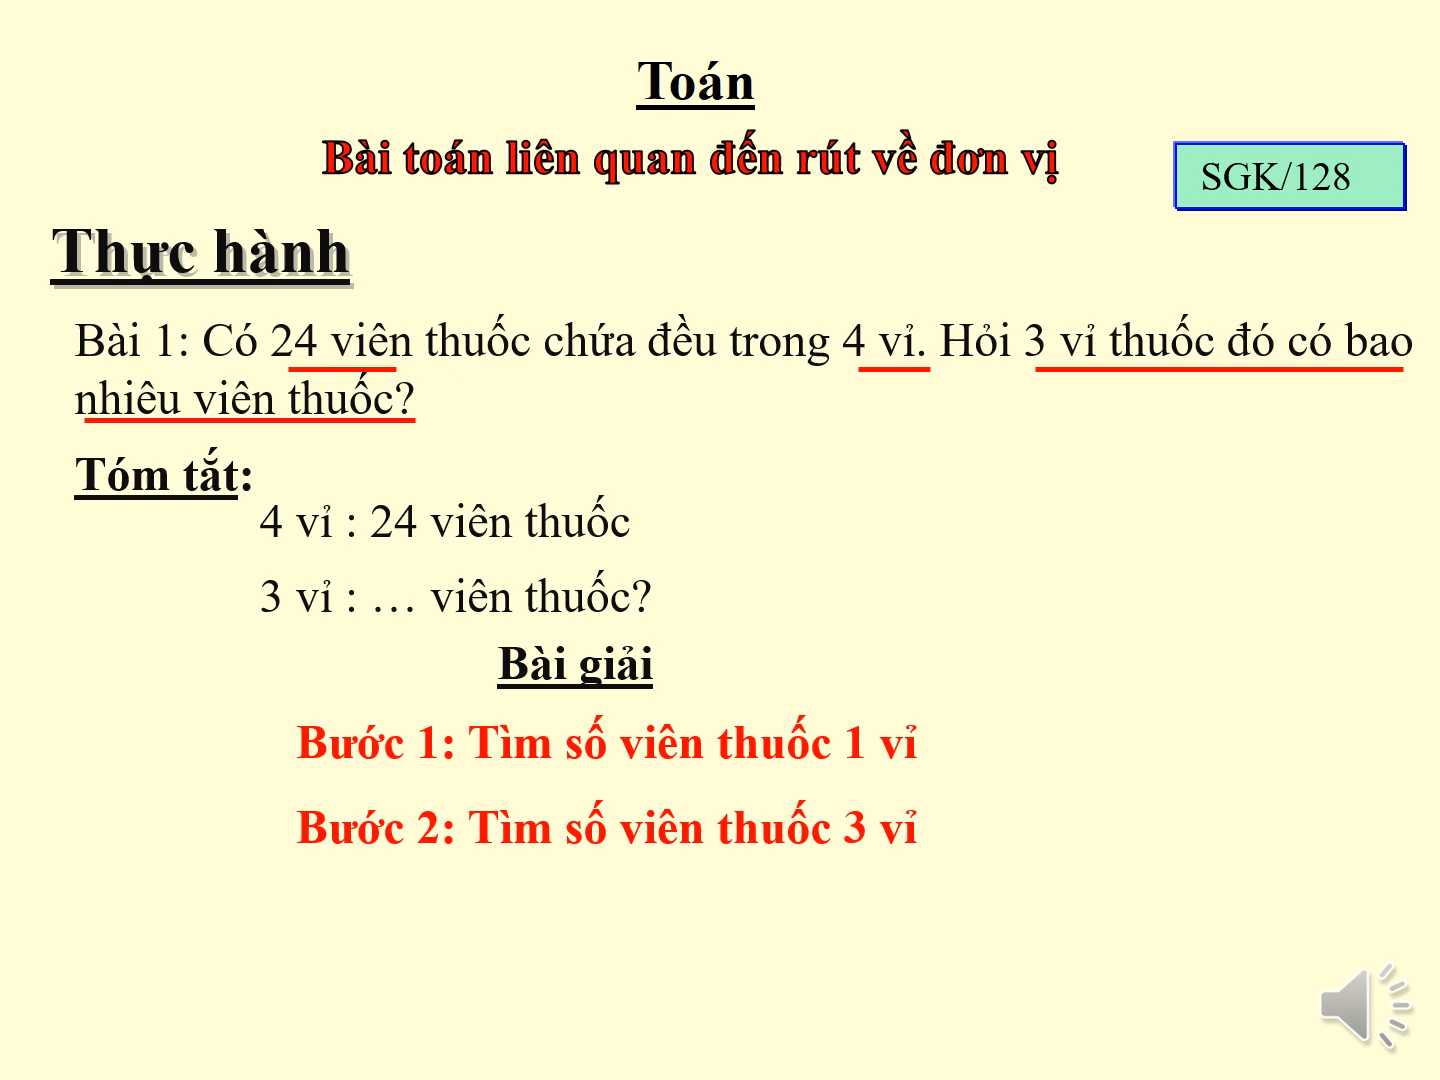 Toán
Bài toán liên quan đến rút về đơn vị
SGK/128
Thực hành
Bài 1: Có 24 viên thuốc chứa đều trong 4 vỉ. Hỏi 3 vỉ thuốc đó có bao
nhiêu viên thuốc?
Tóm tắt:
4 vỉ : 24 viên thuốc
3 vỉ : … viên thuốc?
Bài giải
Bước 1: Tìm số viên thuốc 1 vỉ
Bước 2: Tìm số viên thuốc 3 vỉ